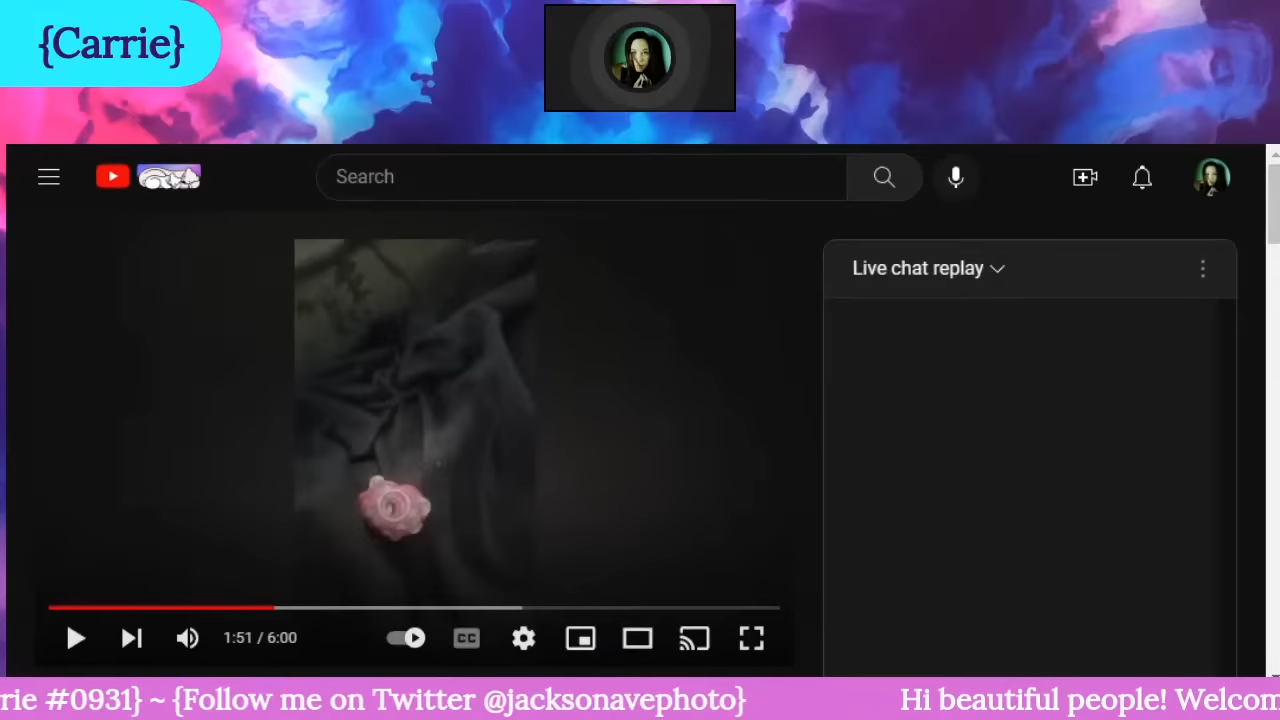 {Carrie}
Search
Live chat replay
1:51 / 6:00
CC
rie #0931} ~ {Follow me on Twitter @jacksonavephoto}
Hi beautiful people! Welcom